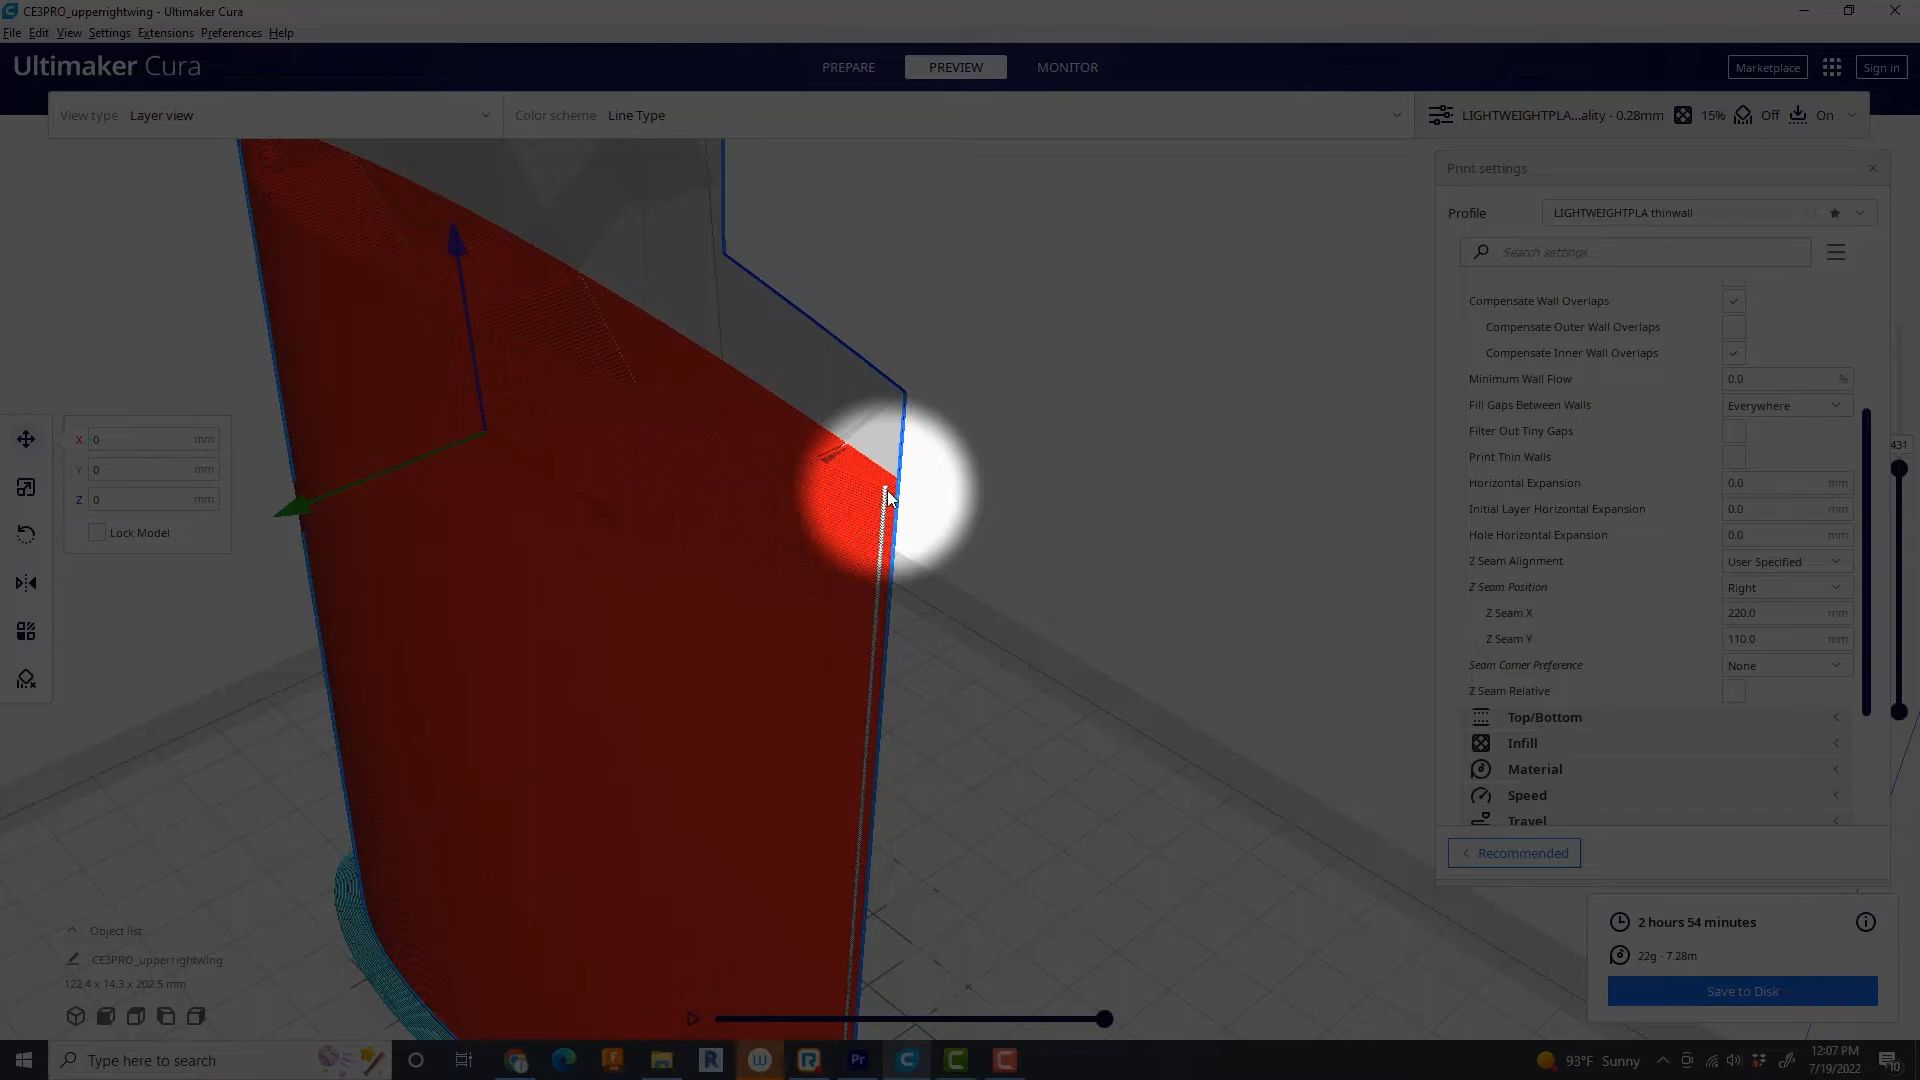 CE3PRO_upperrightwing - Ultimaker Cura
File Edit View Settings Extensions Preferences Help
Ultimaker Cura
PREPARE
PREVIEW
MONITOR
Marketplace
Sign in
View type Layer view
Color scheme Line Type
LIGHTWEIGHTPLA...ality - 0.28mm 15% Off On
Print settings
Profile LIGHTWEIGHTPLA thinwall
Search settings
Compensate Wall Overlaps
Compensate Outer Wall Overlaps
Compensate Inner Wall Overlaps
Minimum Wall Flow 0.0 %
Fill Gaps Between Walls Everywhere
Filter Out Tiny Gaps
Print Thin Walls
Horizontal Expansion 0.0 mm
Initial Layer Horizontal Expansion 0.0 mm
Hole Horizontal Expansion 0.0 mm
Z Seam Alignment User Specified
Z Seam Position Right
Z Seam X 220.0 mm
Z Seam Y 110.0 mm
Seam Corner Preference None
Z Seam Relative
Top/Bottom
Infill
Material
Speed
Travel
Recommended
431
X 0 mm
Y 0 mm
Z 0 mm
Lock Model
Object list
CE3PRO_upperrightwing
122.4 x 14.3 x 202.5 mm
2 hours 54 minutes
22g · 7.28m
Save to Disk
Type here to search
93°F Sunny
12:07 PM
7/19/2022
10